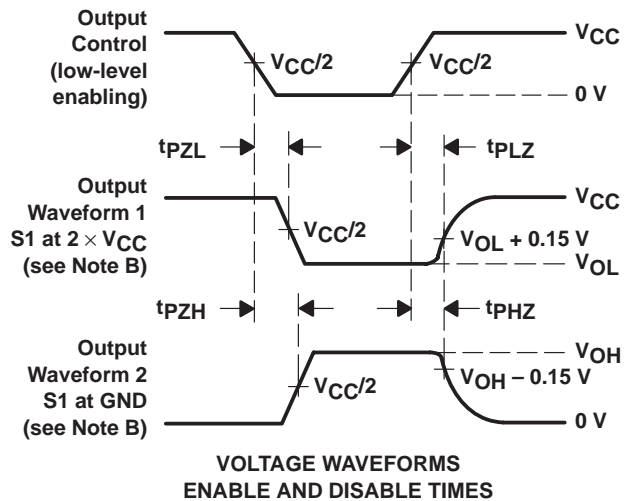 Output
Control
(low-level
enabling)
VCC/2
VCC/2
VCC
0 V
tPZL
tPLZ
Output
Waveform 1
S1 at 2 × VCC
(see Note B)
VCC/2
VCC
VOL + 0.15 V
VOL
tPZH
tPHZ
Output
Waveform 2
S1 at GND
(see Note B)
VCC/2
VOH
VOH – 0.15 V
0 V
VOLTAGE WAVEFORMS
ENABLE AND DISABLE TIMES